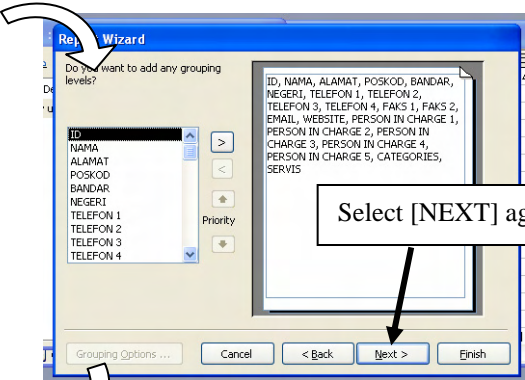 Report Wizard
Do you want to add any grouping
levels?
ID
NAMA
ALAMAT
POSKOD
BANDAR
NEGERI
TELEFON 1
TELEFON 2
TELEFON 3
TELEFON 4
>
<
Priority
ID, NAMA, ALAMAT, POSKOD, BANDAR,
NEGERI, TELEFON 1, TELEFON 2,
TELEFON 3, TELEFON 4, FAKS 1, FAKS 2,
EMAIL, WEBSITE, PERSON IN CHARGE 1,
PERSON IN CHARGE 2, PERSON IN
CHARGE 3, PERSON IN CHARGE 4,
PERSON IN CHARGE 5, CATEGORIES,
SERVIS
Select [NEXT] ag
Grouping Options ...
Cancel
< Back
Next >
Finish